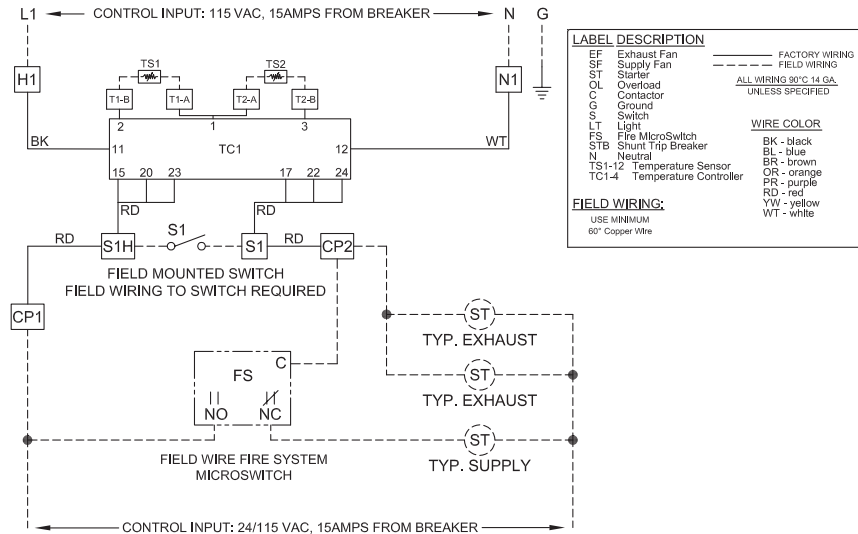 L1 CONTROL INPUT: 115 VAC, 15AMPS FROM BREAKER N G
TS1 TS2
H1 T1-B T1-A T2-A T2-B N1
2 1 3
BK 11 TC1 12 WT
15 20 23 17 22 24
RD RD
RD S1H S1 S1 RD CP2
FIELD MOUNTED SWITCH
FIELD WIRING TO SWITCH REQUIRED
CP1
ST
TYP. EXHAUST
C
FS
NO NC
ST
TYP. EXHAUST
ST
TYP. SUPPLY
FIELD WIRE FIRE SYSTEM
MICROSWITCH
CONTROL INPUT: 24/115 VAC, 15AMPS FROM BREAKER
LABEL DESCRIPTION
EF Exhaust Fan
SF Supply Fan
ST Starter
OL Overload
C Contactor
G Ground
S Switch
LT Light
FS Fire MicroSwitch
STB Shunt Trip Breaker
N Neutral
TS1-12 Temperature Sensor
TC1-4 Temperature Controller
FIELD WIRING:
USE MINIMUM
60° Copper Wire
FACTORY WIRING
FIELD WIRING
ALL WIRING 90°C 14 GA.
UNLESS SPECIFIED
WIRE COLOR
BK - black
BL - blue
BR - brown
OR - orange
PR - purple
RD - red
YW - yellow
WT - white